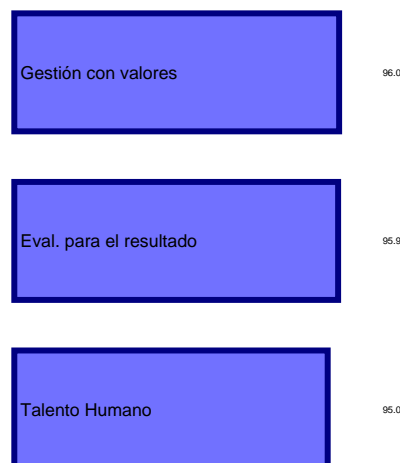 Gestión con valores 96.0
Eval. para el resultado 95.9
Talento Humano 95.0